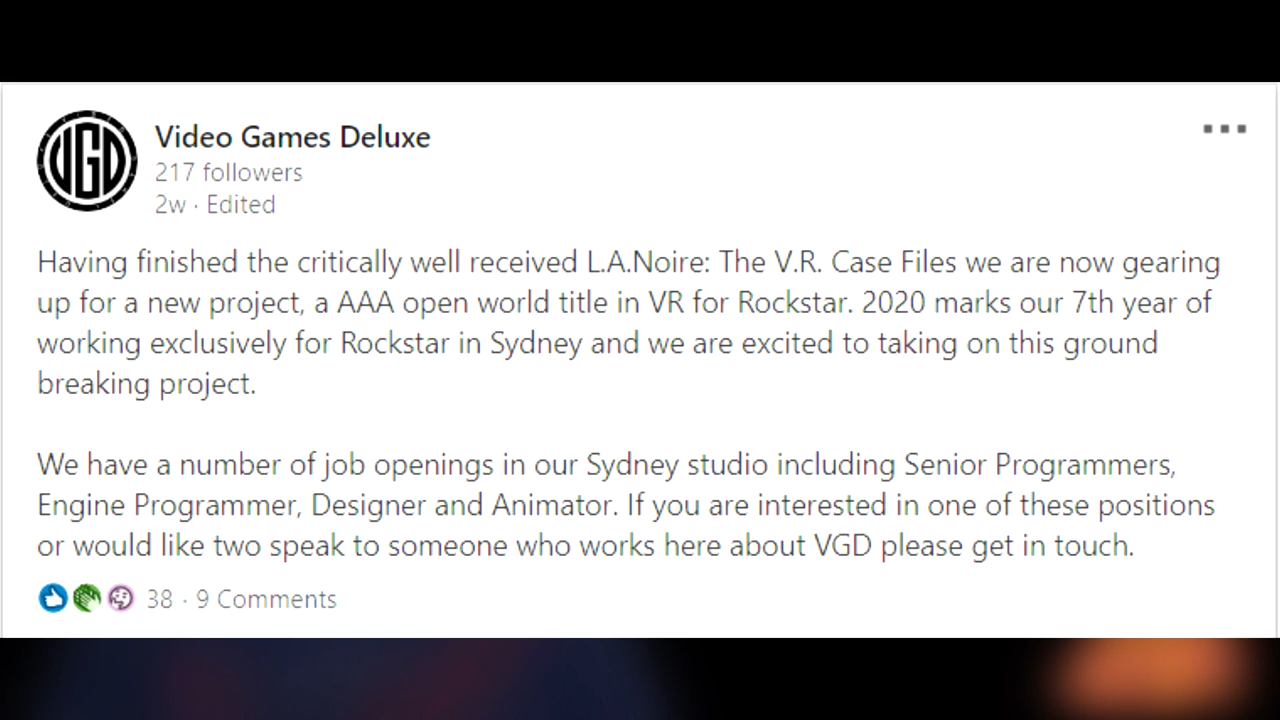 VGD
Video Games Deluxe
217 followers
2w · Edited
Having finished the critically well received L.A.Noire: The V.R. Case Files we are now gearing
up for a new project, a AAA open world title in VR for Rockstar. 2020 marks our 7th year of
working exclusively for Rockstar in Sydney and we are excited to taking on this ground
breaking project.
We have a number of job openings in our Sydney studio including Senior Programmers,
Engine Programmer, Designer and Animator. If you are interested in one of these positions
or would like two speak to someone who works here about VGD please get in touch.
38 · 9 Comments